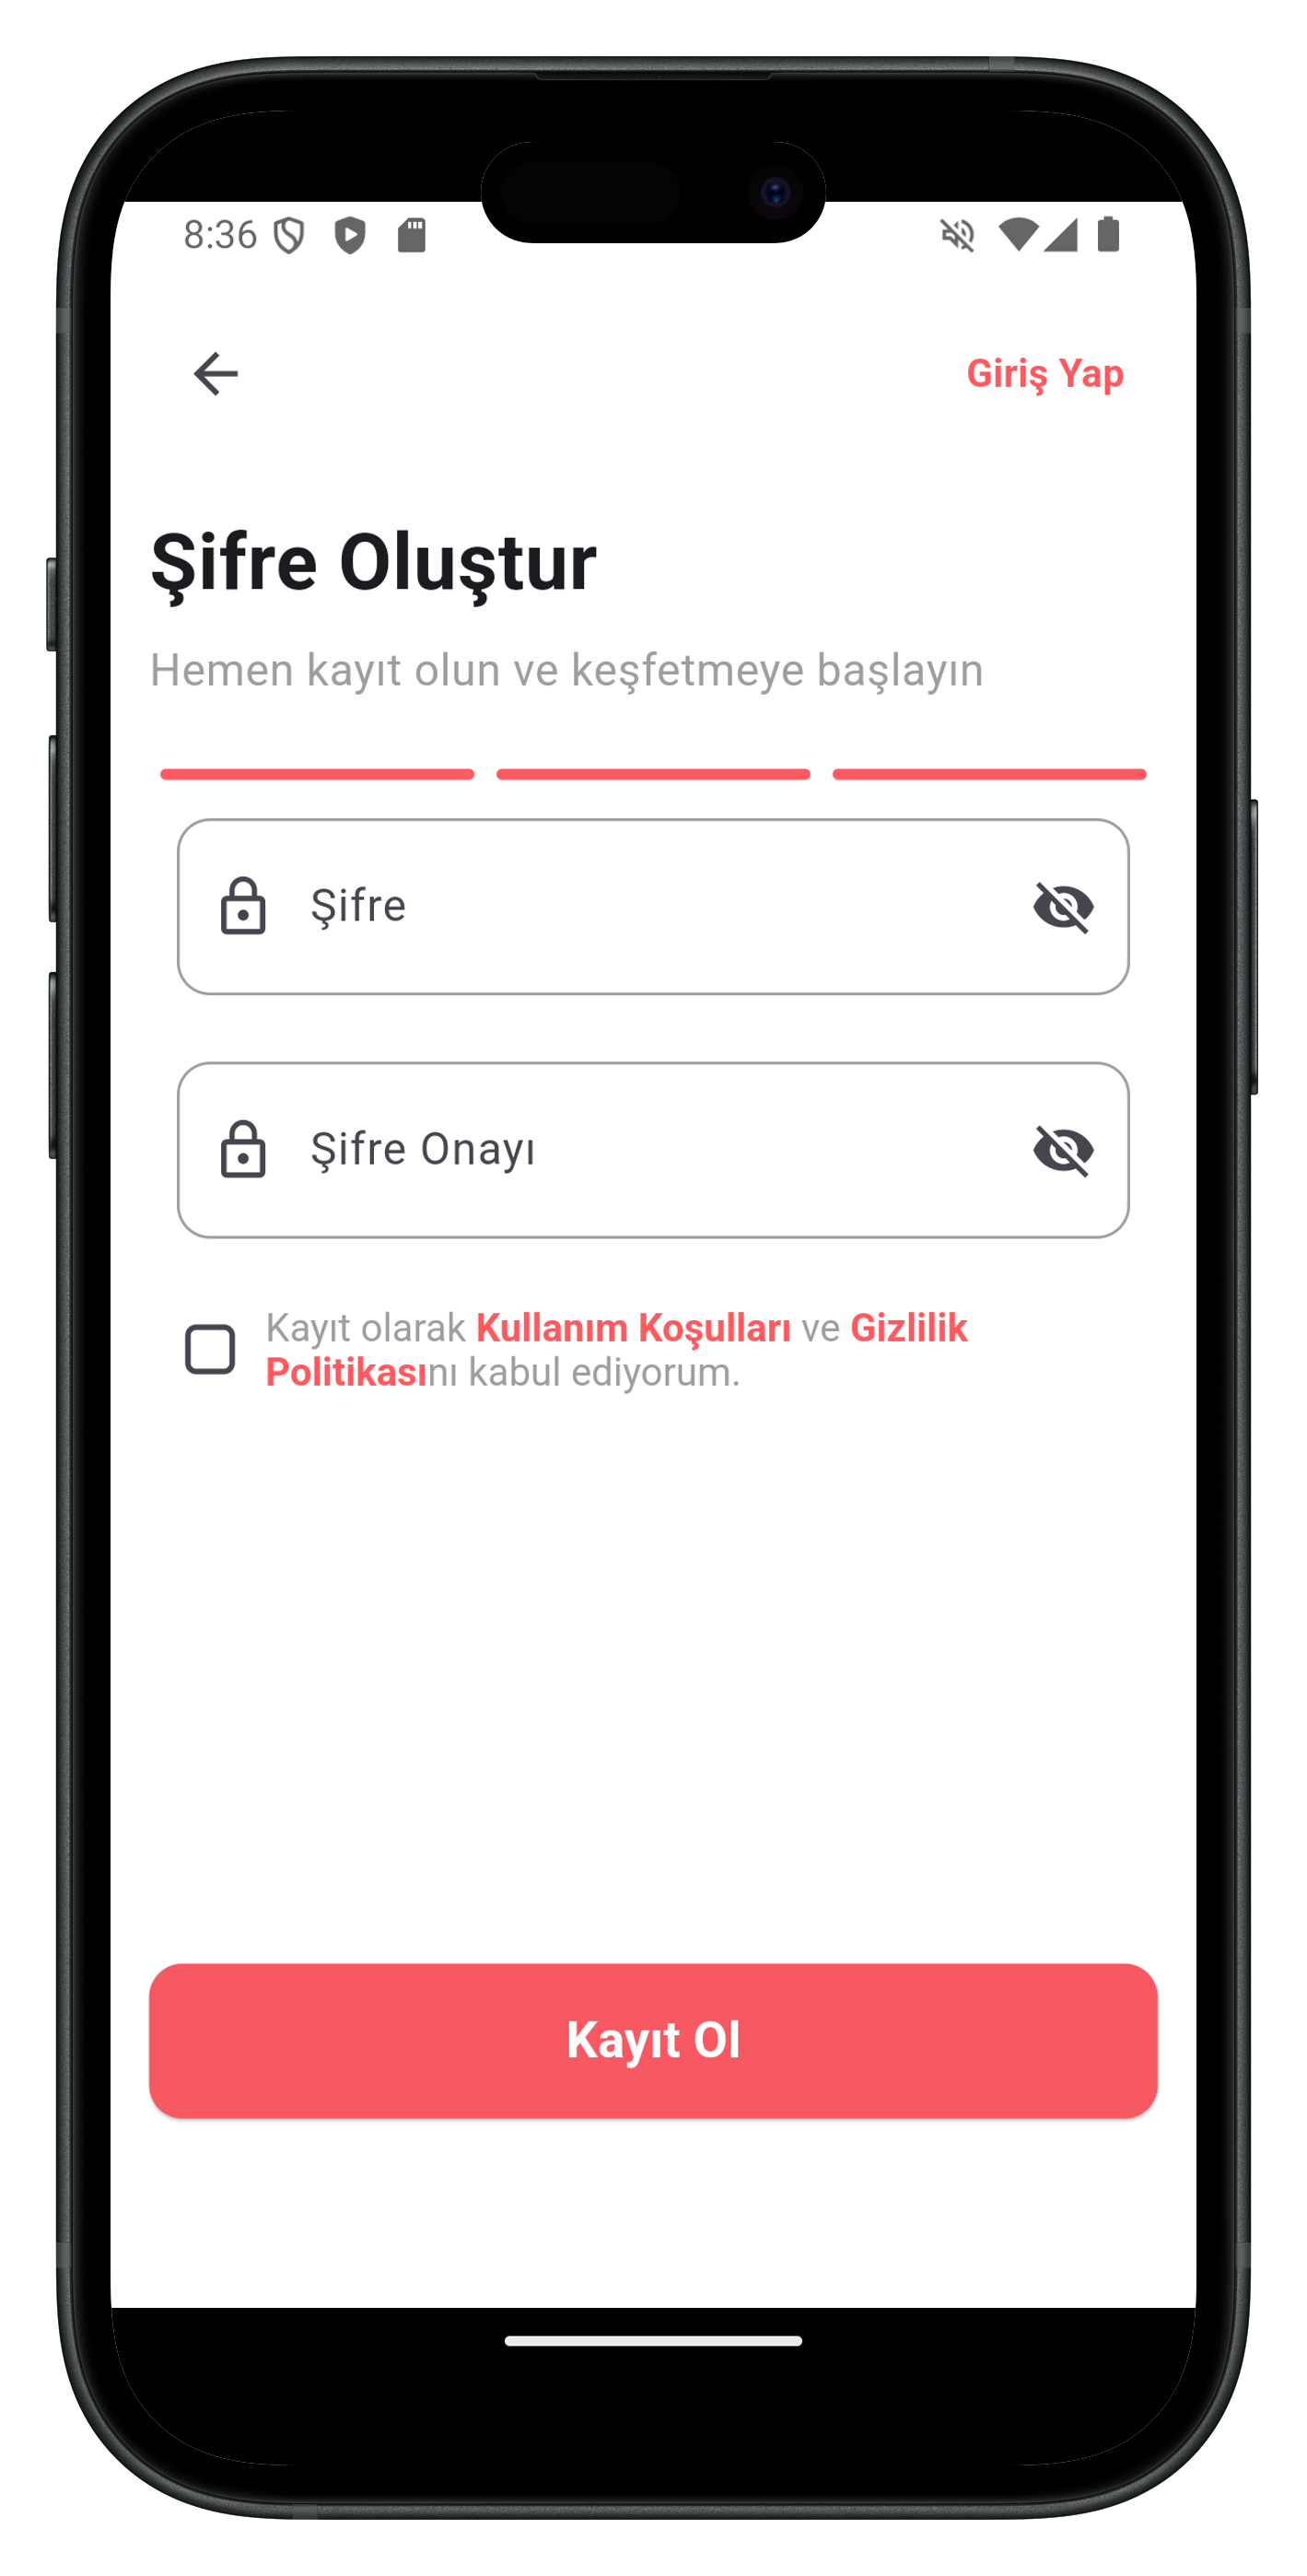 8:36
Giriş Yap
Şifre Oluştur
Hemen kayıt olun ve keşfetmeye başlayın
Şifre
Şifre Onayı
Kayıt olarak Kullanım Koşulları ve Gizlilik
Politikasını kabul ediyorum.
Kayıt Ol